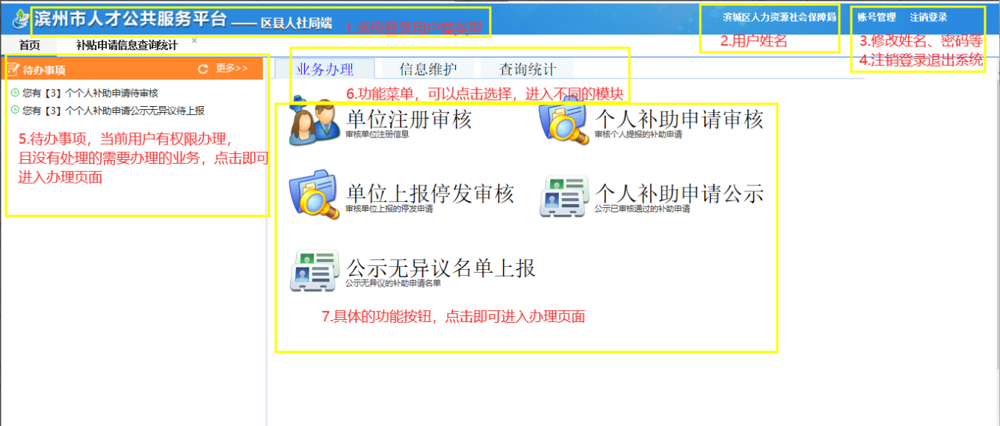 滨州市人才公共服务平台 —— 区县人社局端
1.系统登录用户端类型
滨城区人力资源社会保障局
账号管理 注销登录
2.用户姓名
3.修改姓名、密码等
4.注销登录退出系统
首页 补贴申请信息查询统计 ×
待办事项 更多>>
业务办理 信息维护 查询统计
您有【3】个个人补助申请待审核
您有【3】个个人补助申请公示无异议待上报
6.功能菜单，可以点击选择，进入不同的模块
5.待办事项，当前用户有权限办理，
且没有处理的需要办理的业务，点击即可
进入办理页面
单位注册审核
审核单位注册信息
个人补助申请审核
审核个人提报的补助申请
单位上报停发审核
审核单位上报的停发申请
个人补助申请公示
公示已审核通过的补助申请
公示无异议名单上报
公示无异议的补助申请名单
7.具体的功能按钮，点击即可进入办理页面